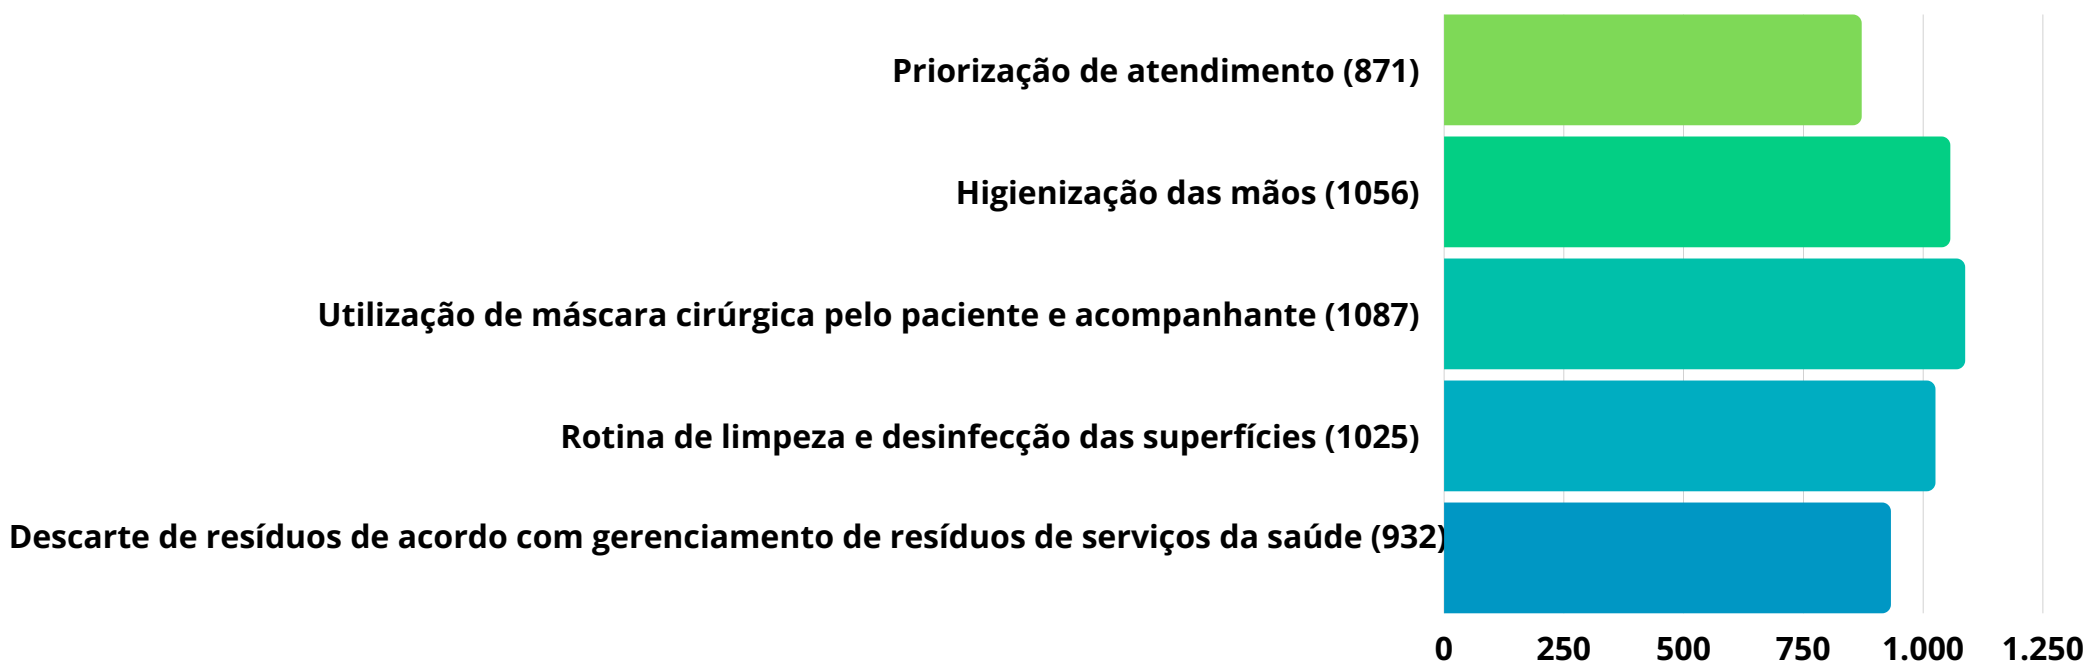 Priorização de atendimento (871)
Higienização das mãos (1056)
Utilização de máscara cirúrgica pelo paciente e acompanhante (1087)
Rotina de limpeza e desinfecção das superfícies (1025)
Descarte de resíduos de acordo com gerenciamento de resíduos de serviços da saúde (932)
0 250 500 750 1.000 1.250